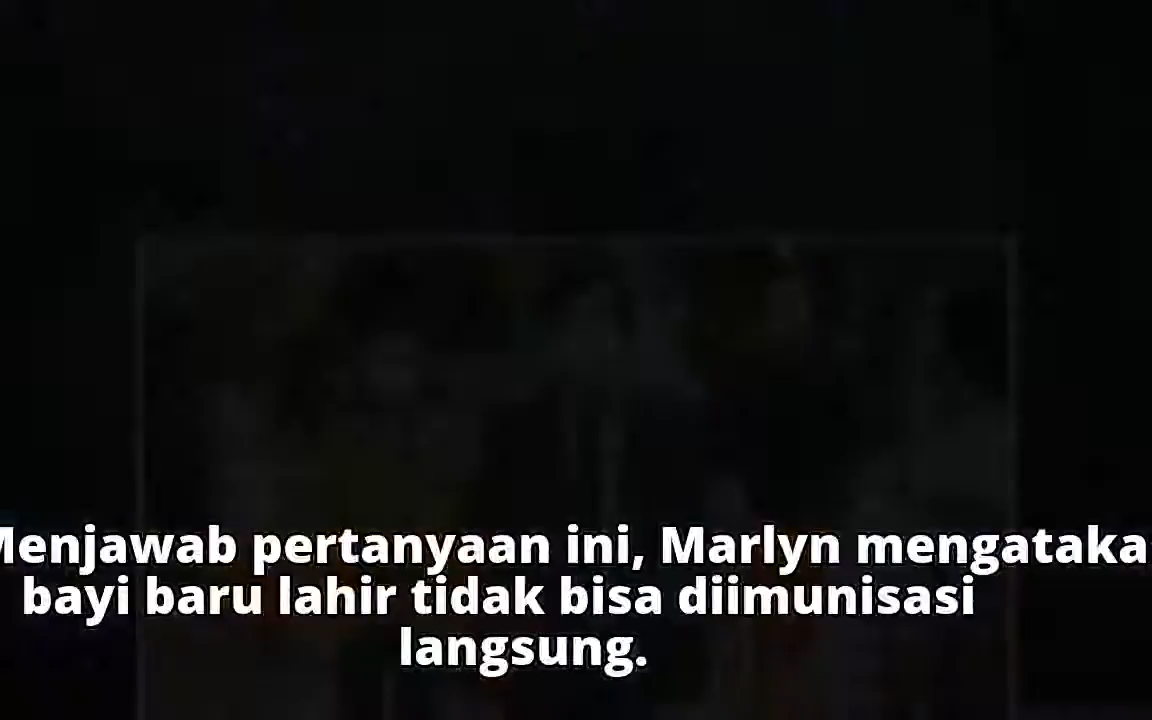 Menjawab pertanyaan ini, Marlyn mengataka
bayi baru lahir tidak bisa diimunisasi
langsung.